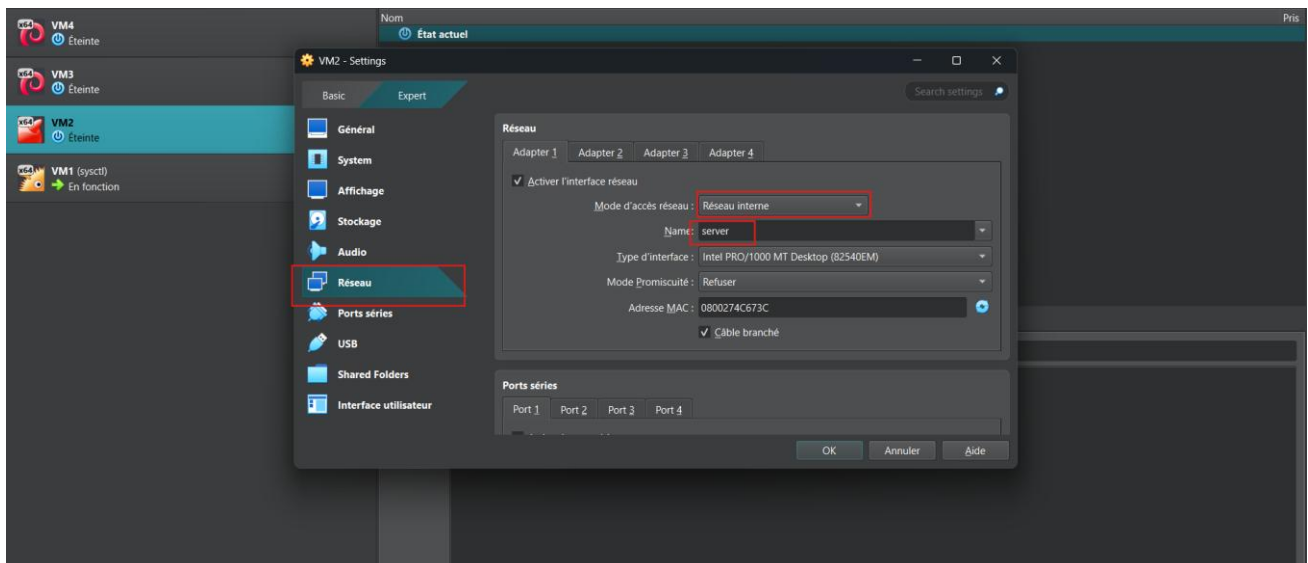 Nom Pris
VM4
Éteinte
État actuel
VM3
Éteinte
VM2
Éteinte
VM1 (sysctl)
En fonction
VM2 - Settings
Basic Expert Search settings
Général
System
Affichage
Stockage
Audio
Réseau
Ports séries
USB
Shared Folders
Interface utilisateur
Réseau
Adapter 1 Adapter 2 Adapter 3 Adapter 4
Activer l'interface réseau
Mode d'accès réseau : Réseau interne
Name: server
Type d'interface : Intel PRO/1000 MT Desktop (82540EM)
Mode Promiscuité : Refuser
Adresse MAC : 0800274C673C
Câble branché
Ports séries
Port 1 Port 2 Port 3 Port 4
OK Annuler Aide